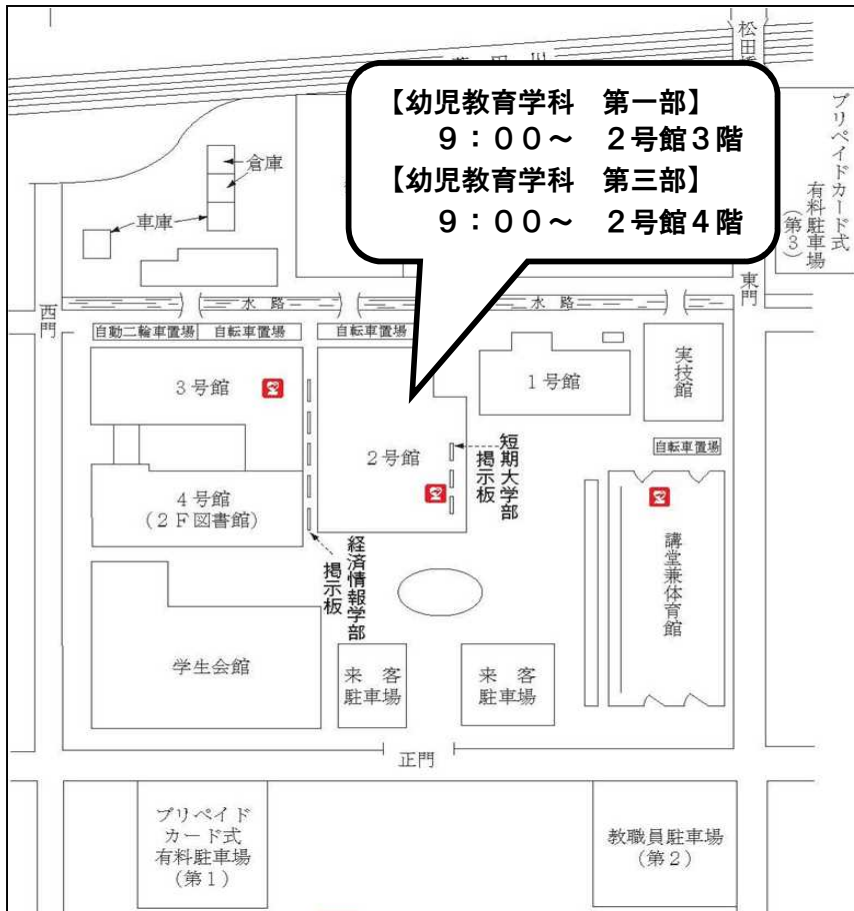 松田橋
【幼児教育学科　第一部】
９：００～　２号館３階
【幼児教育学科　第三部】
９：００～　２号館４階
プリペイドカード式
有料駐車場
（第３）
倉庫
車庫
東門
西門
水路
水路
自動二輪車置場
自転車置場
自転車置場
３号館
２号館
１号館
実技館
自転車置場
短期大学部
掲示板
４号館
（２Ｆ図書館）
経済情報学部
掲示板
講堂兼体育館
学生会館
来　客
駐車場
来　客
駐車場
正門
プリペイド
カード式
有料駐車場
（第１）
教職員駐車場
（第２）